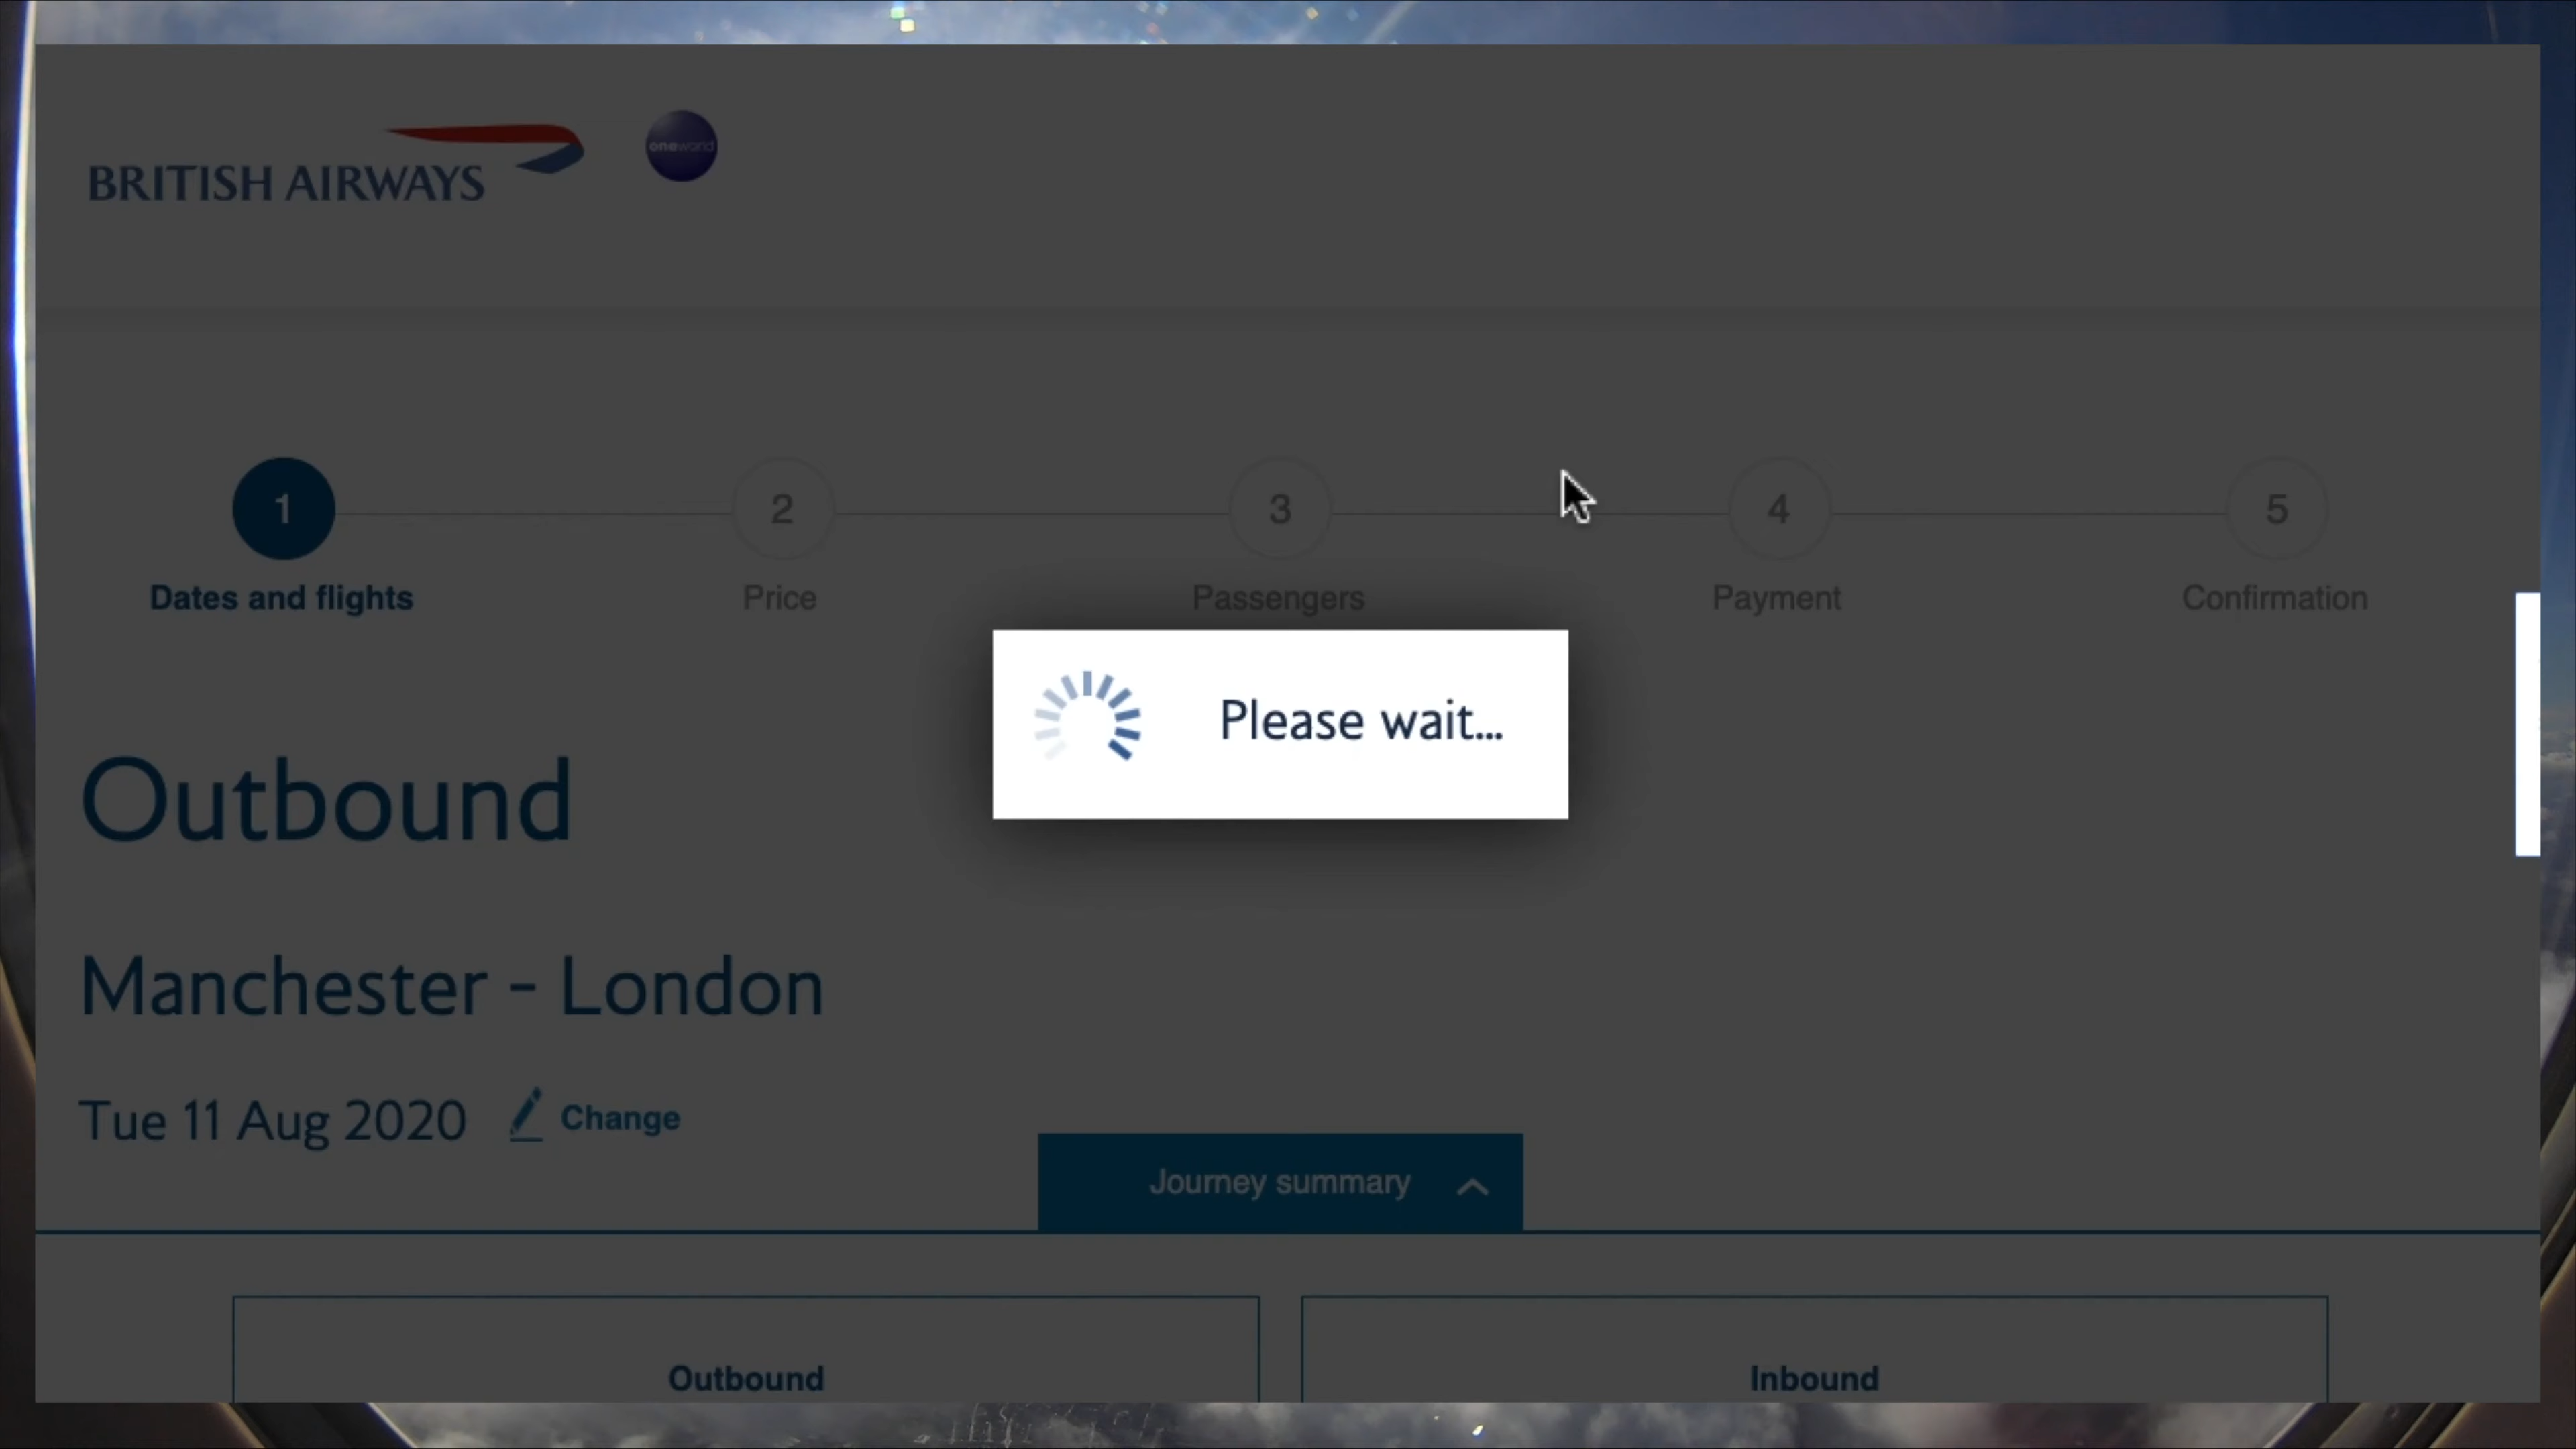 BRITISH AIRWAYS
oneworld
1
2
3
4
5
Dates and flights
Price
Passengers
Payment
Confirmation
Please wait...
Outbound
Manchester - London
Tue 11 Aug 2020
Change
Journey summary
Outbound
Inbound